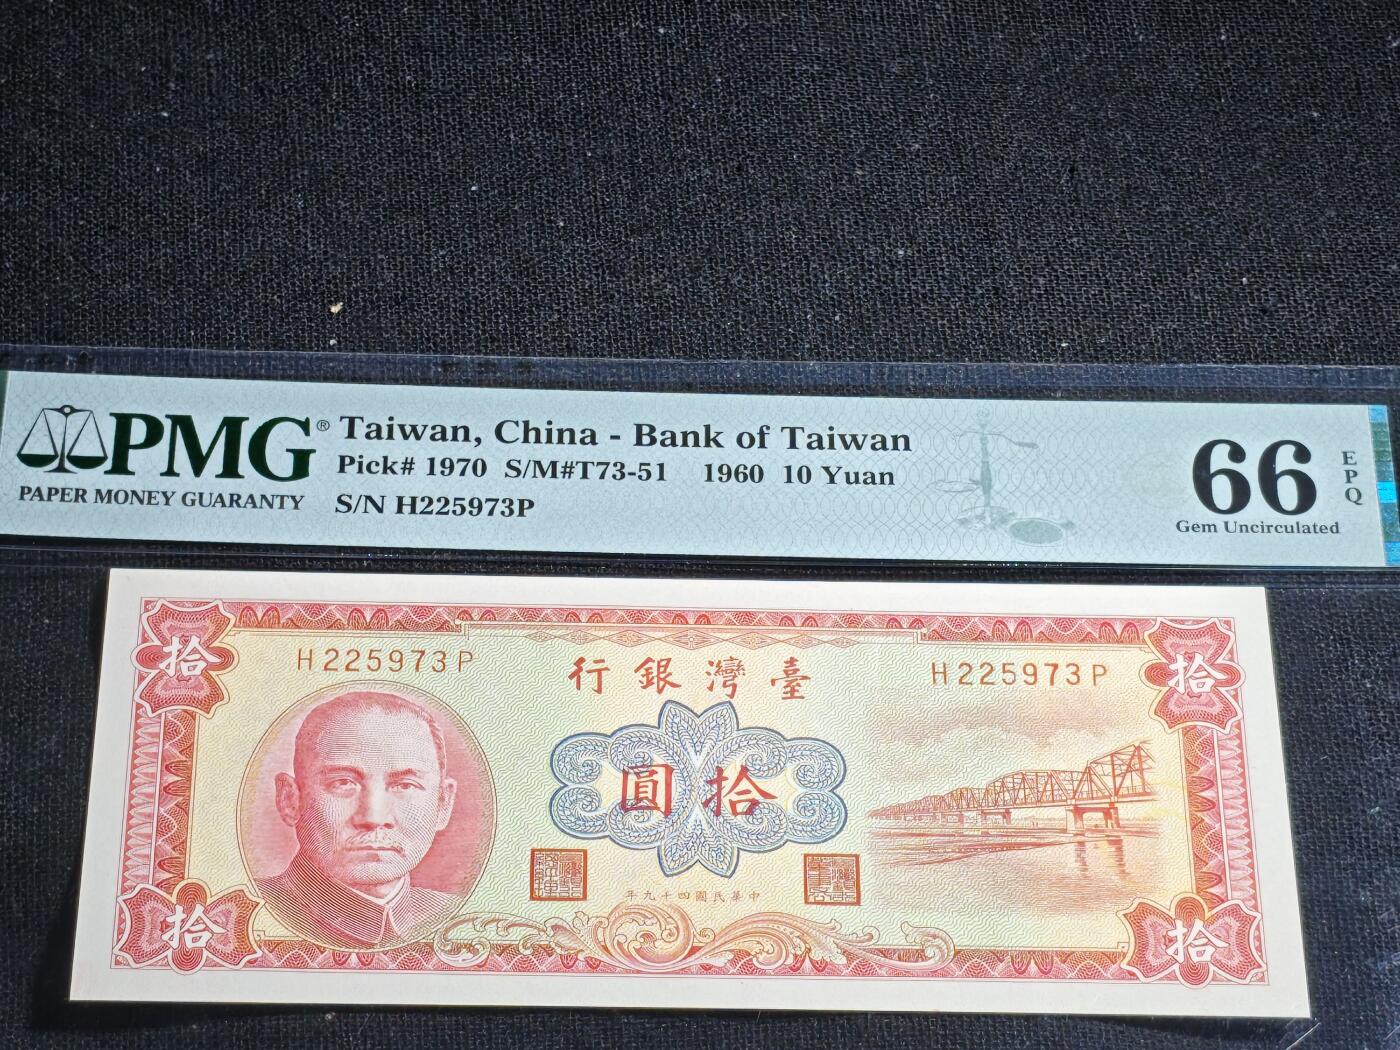 PMG®
PAPER MONEY GUARANTY
Taiwan, China - Bank of Taiwan
Pick# 1970 S/M#T73-51 1960 10 Yuan
S/N H225973P
66
EPQ
Gem Uncirculated
拾
拾
H225973P
H225973P
行銀灣臺
圓拾
年九十四國民華中
拾
拾